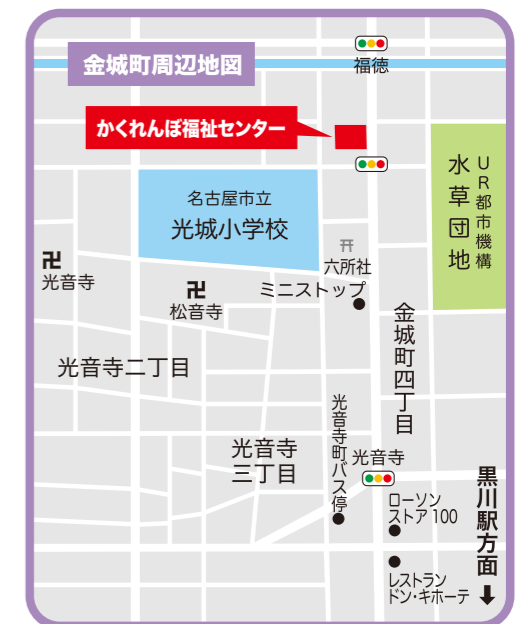 金城町周辺地図
福徳
かくれんぼ福祉センター
名古屋市立
光城小学校
UR都市機構
水草団地
卍
光音寺
卍
松音寺
六所社
ミニストップ
金城町四丁目
光音寺二丁目
光音寺
三丁目
光音寺町バス停
光音寺
ローソン
ストア100
レストラン
ドン・キホーテ
黒川駅方面